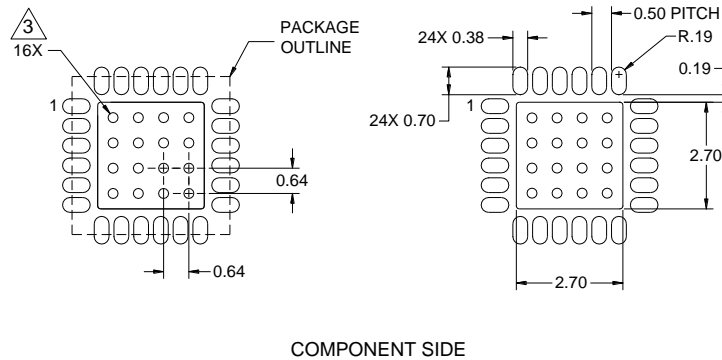 3
16X
PACKAGE
OUTLINE
1
0.64
0.64
24X 0.38
0.50 PITCH
R.19
0.19
24X 0.70
1
2.70
2.70
COMPONENT SIDE